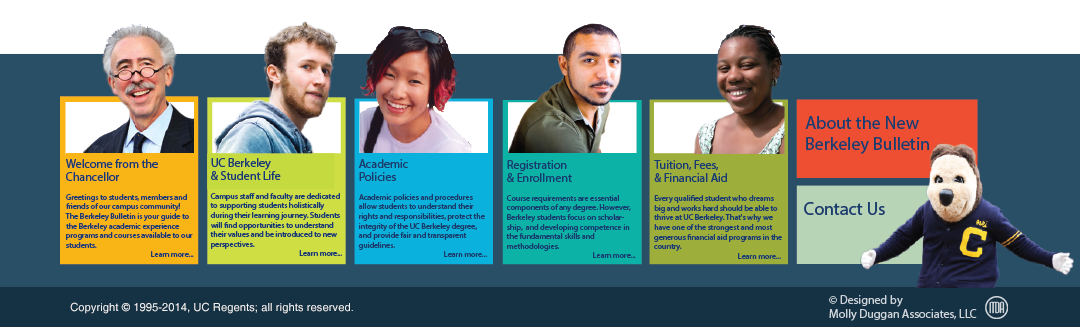 Welcome from the
Chancellor
Greetings to students, members and
friends of our campus community!
The Berkeley Bulletin is your guide to
the Berkeley academic experience
programs and courses available to our
students.
Learn more...
UC Berkeley
& Student Life
Campus staff and faculty are dedicated
to supporting students holistically
during their learning journey. Students
will find opportunities to understand
their values and be introduced to new
perspectives.
Learn more...
Academic
Policies
Academic policies and procedures
allow students to understand their
rights and responsibilities, protect the
integrity of the UC Berkeley degree,
and provide fair and transparent
guidelines.
Learn more...
Registration
& Enrollment
Course requirements are essential
components of any degree. However,
Berkeley students focus on scholar-
ship, and developing competence in
the fundamental skills and
methodologies.
Learn more...
Tuition, Fees,
& Financial Aid
Every qualified student who dreams
big and works hard should be able to
thrive at UC Berkeley. That's why we
have one of the strongest and most
generous financial aid programs in the
country.
Learn more...
About the New
Berkeley Bulletin
Contact Us
C
Copyright © 1995-2014, UC Regents; all rights reserved.
© Designed by
Molly Duggan Associates, LLC